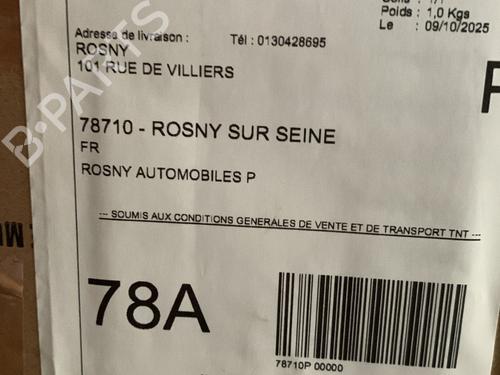 Poids : 1,0 Kgs
Le : 09/10/2025
Adresse de livraison : Tél : 0130428695
ROSNY
101 RUE DE VILLIERS
78710 - ROSNY SUR SEINE
FR
ROSNY AUTOMOBILES P
--- SOUMIS AUX CONDITIONS GENERALES DE VENTE ET DE TRANSPORT TNT ---
78A
78710P 00000
B-PARTS